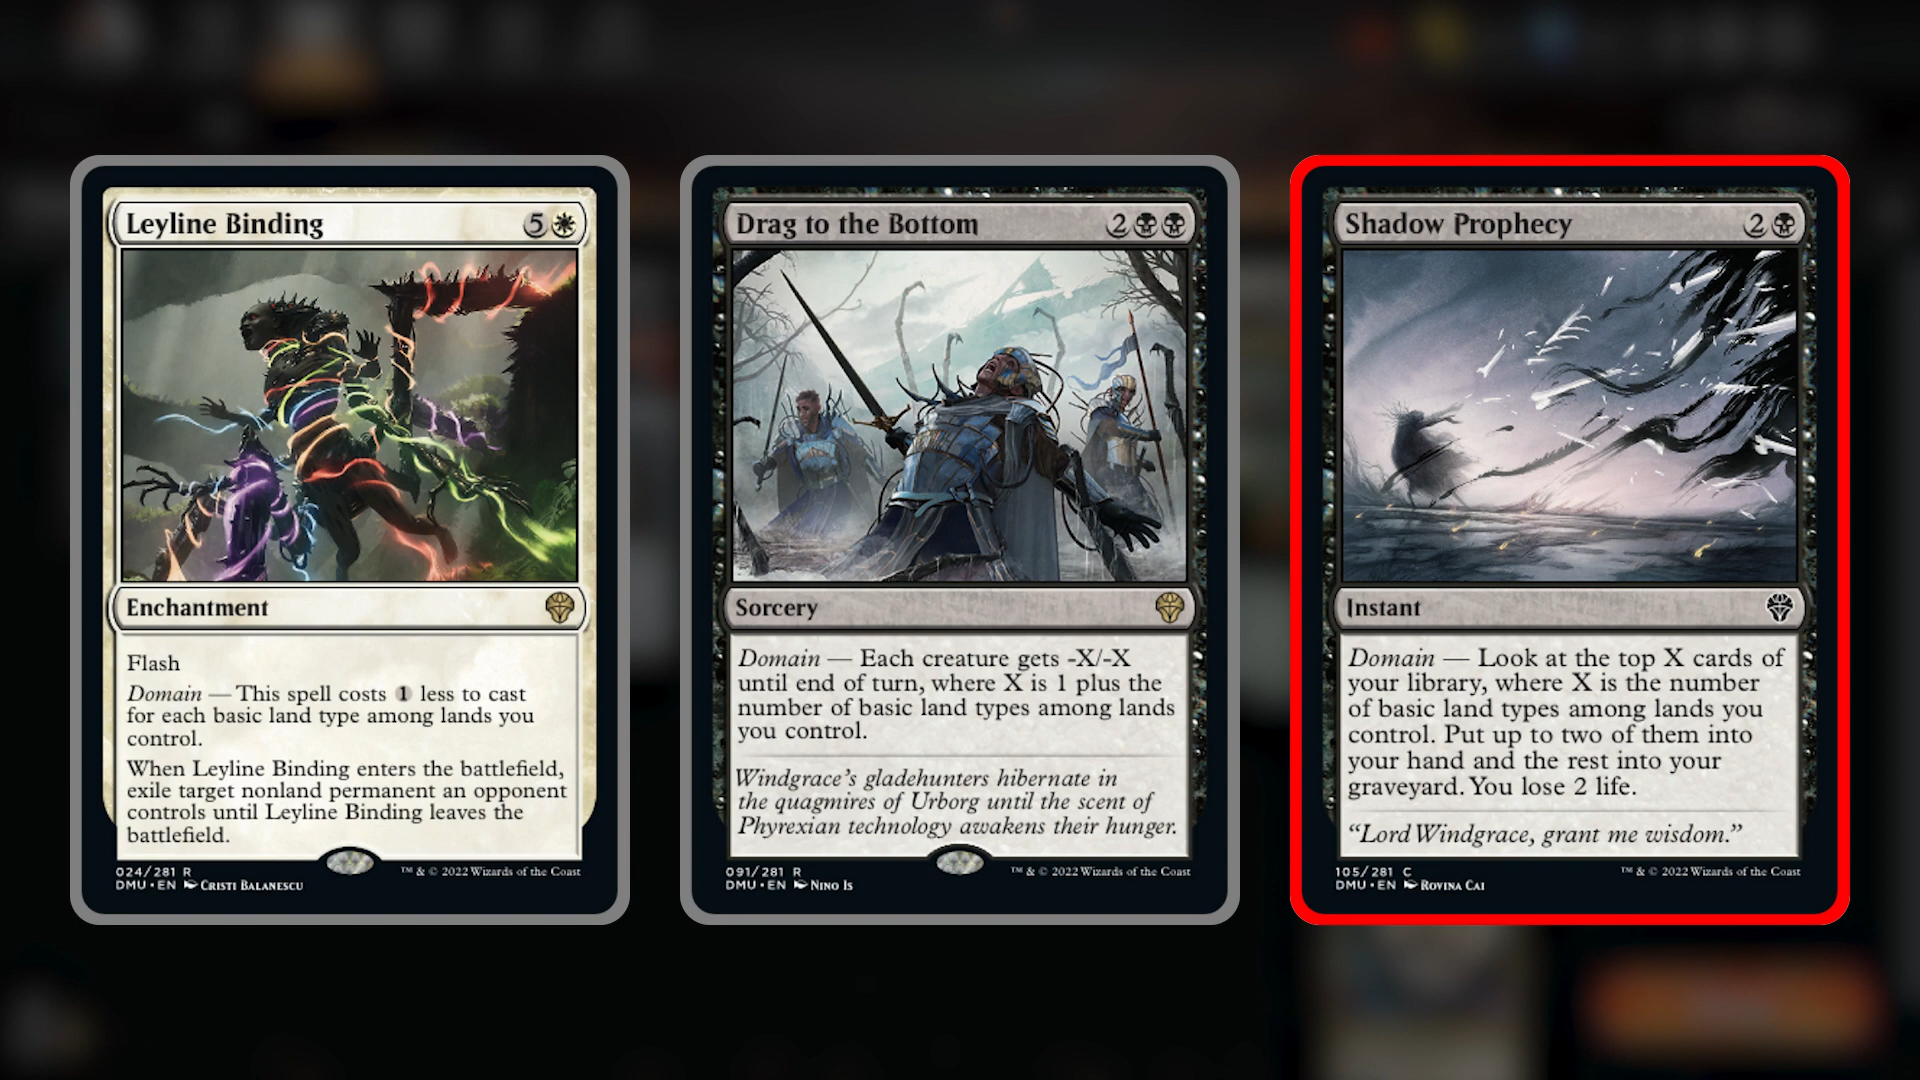 Leyline Binding 5
Enchantment
Flash
Domain — This spell costs 1 less to cast
for each basic land type among lands you
control.
When Leyline Binding enters the battlefield,
exile target nonland permanent an opponent
controls until Leyline Binding leaves the
battlefield.
024/281 R
DMU • EN CRISTI BALANESCU
™ & © 2022 Wizards of the Coast
Drag to the Bottom 2
Sorcery
Domain — Each creature gets -X/-X
until end of turn, where X is 1 plus the
number of basic land types among lands
you control.
Windgrace's gladehunters hibernate in
the quagmires of Urborg until the scent of
Phyrexian technology awakens their hunger.
091/281 R
DMU • EN NINO IS
™ & © 2022 Wizards of the Coast
Shadow Prophecy 2
Instant
Domain — Look at the top X cards of
your library, where X is the number
of basic land types among lands you
control. Put up to two of them into
your hand and the rest into your
graveyard. You lose 2 life.
“Lord Windgrace, grant me wisdom.”
105/281 C
DMU • EN ROVINA CAI
™ & © 2022 Wizards of the Coast